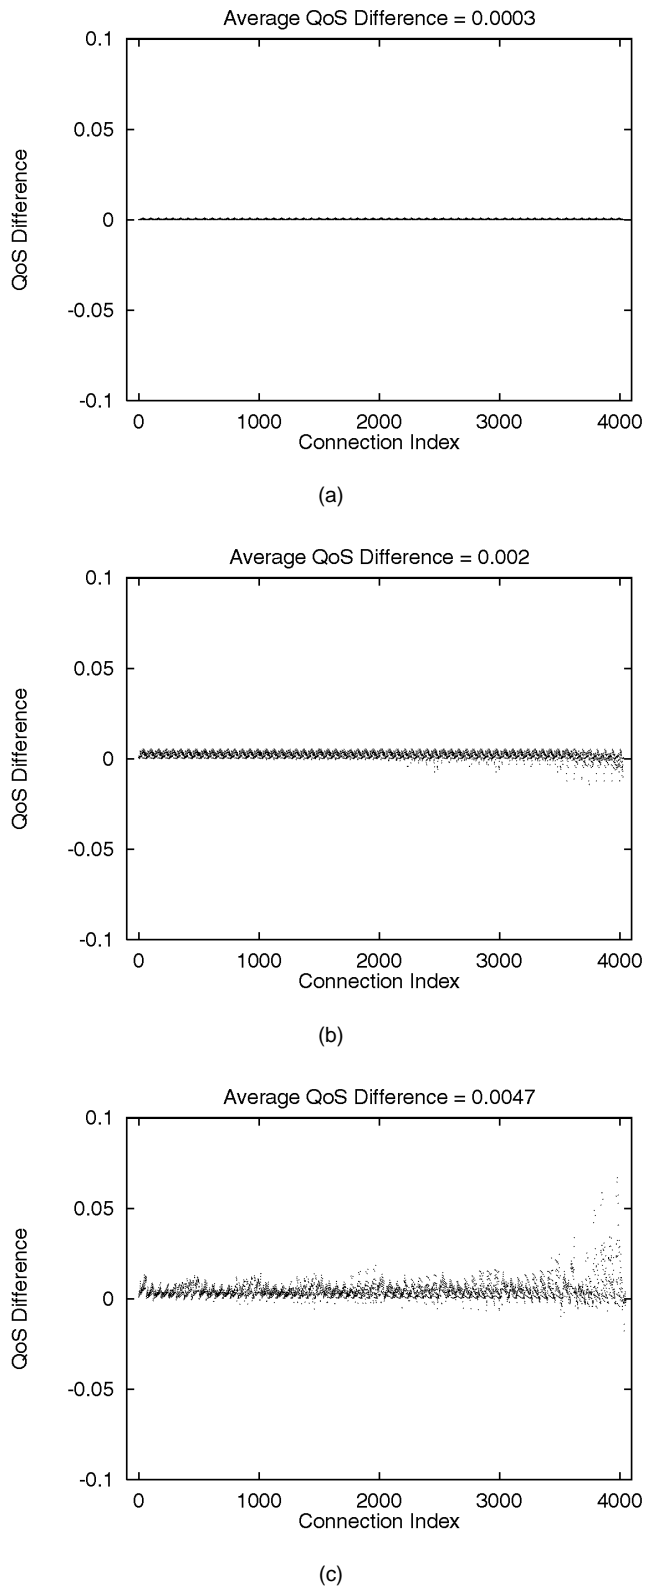 Average QoS Difference = 0.0003
0.1
0.05
0
-0.05
-0.1
QoS Difference
0 1000 2000 3000 4000
Connection Index
(a)
Average QoS Difference = 0.002
0.1
0.05
0
-0.05
-0.1
QoS Difference
0 1000 2000 3000 4000
Connection Index
(b)
Average QoS Difference = 0.0047
0.1
0.05
0
-0.05
-0.1
QoS Difference
0 1000 2000 3000 4000
Connection Index
(c)